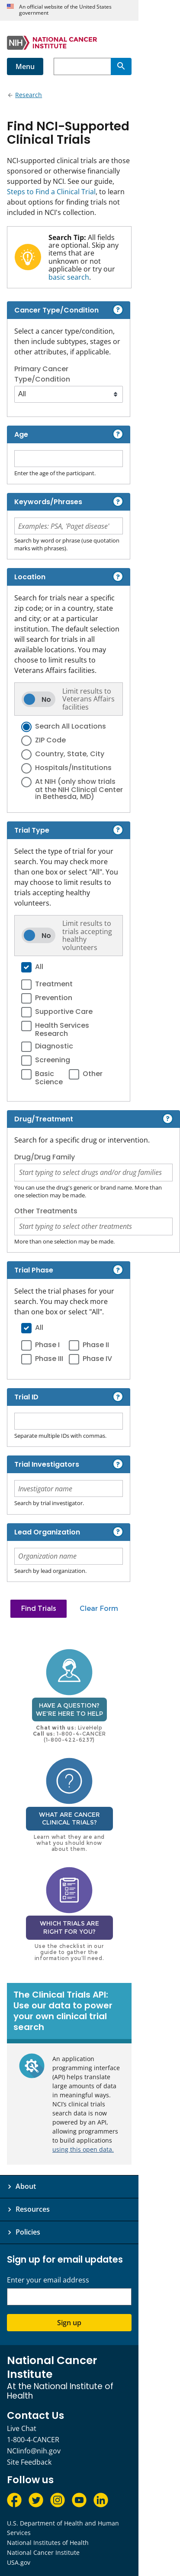 An official website of the United States
government
NIH NATIONAL CANCER
INSTITUTE
Menu
← Research
Find NCI-Supported
Clinical Trials
NCI-supported clinical trials are those
sponsored or otherwise financially
supported by NCI. See our guide,
Steps to Find a Clinical Trial, to learn
about options for finding trials not
included in NCI's collection.
Search Tip: All fields
are optional. Skip any
items that are
unknown or not
applicable or try our
basic search.
Cancer Type/Condition ?
Select a cancer type/condition,
then include subtypes, stages or
other attributes, if applicable.
Primary Cancer
Type/Condition
All
Age ?
Enter the age of the participant.
Keywords/Phrases ?
Examples: PSA, 'Paget disease'
Search by word or phrase (use quotation
marks with phrases).
Location ?
Search for trials near a specific
zip code; or in a country, state
and city; or at a particular
institution. The default selection
will search for trials in all
available locations. You may
choose to limit results to
Veterans Affairs facilities.
No
Limit results to
Veterans Affairs
facilities
Search All Locations
ZIP Code
Country, State, City
Hospitals/Institutions
At NIH (only show trials
at the NIH Clinical Center
in Bethesda, MD)
Trial Type ?
Select the type of trial for your
search. You may check more
than one box or select "All". You
may choose to limit results to
trials accepting healthy
volunteers.
No
Limit results to
trials accepting
healthy
volunteers
All
Treatment
Prevention
Supportive Care
Health Services
Research
Diagnostic
Screening
Basic
Science
Other
Drug/Treatment ?
Search for a specific drug or intervention.
Drug/Drug Family
Start typing to select drugs and/or drug families
You can use the drug's generic or brand name. More than
one selection may be made.
Other Treatments
Start typing to select other treatments
More than one selection may be made.
Trial Phase ?
Select the trial phases for your
search. You may check more
than one box or select "All".
All
Phase I Phase II
Phase III Phase IV
Trial ID ?
Separate multiple IDs with commas.
Trial Investigators ?
Investigator name
Search by trial investigator.
Lead Organization ?
Organization name
Search by lead organization.
Find Trials Clear Form
HAVE A QUESTION?
WE'RE HERE TO HELP
Chat with us: LiveHelp
Call us: 1-800-4-CANCER
(1-800-422-6237)
WHAT ARE CANCER
CLINICAL TRIALS?
Learn what they are and
what you should know
about them.
WHICH TRIALS ARE
RIGHT FOR YOU?
Use the checklist in our
guide to gather the
information you'll need.
The Clinical Trials API:
Use our data to power
your own clinical trial
search
An application
programming interface
(API) helps translate
large amounts of data
in meaningful ways.
NCI's clinical trials
search data is now
powered by an API,
allowing programmers
to build applications
using this open data.
About
Resources
Policies
Sign up for email updates
Enter your email address
Sign up
National Cancer
Institute
At the National Institute of
Health
Contact Us
Live Chat
1-800-4-CANCER
NCIinfo@nih.gov
Site Feedback
Follow us
U.S. Department of Health and Human
Services
National Institutes of Health
National Cancer Institute
USA.gov